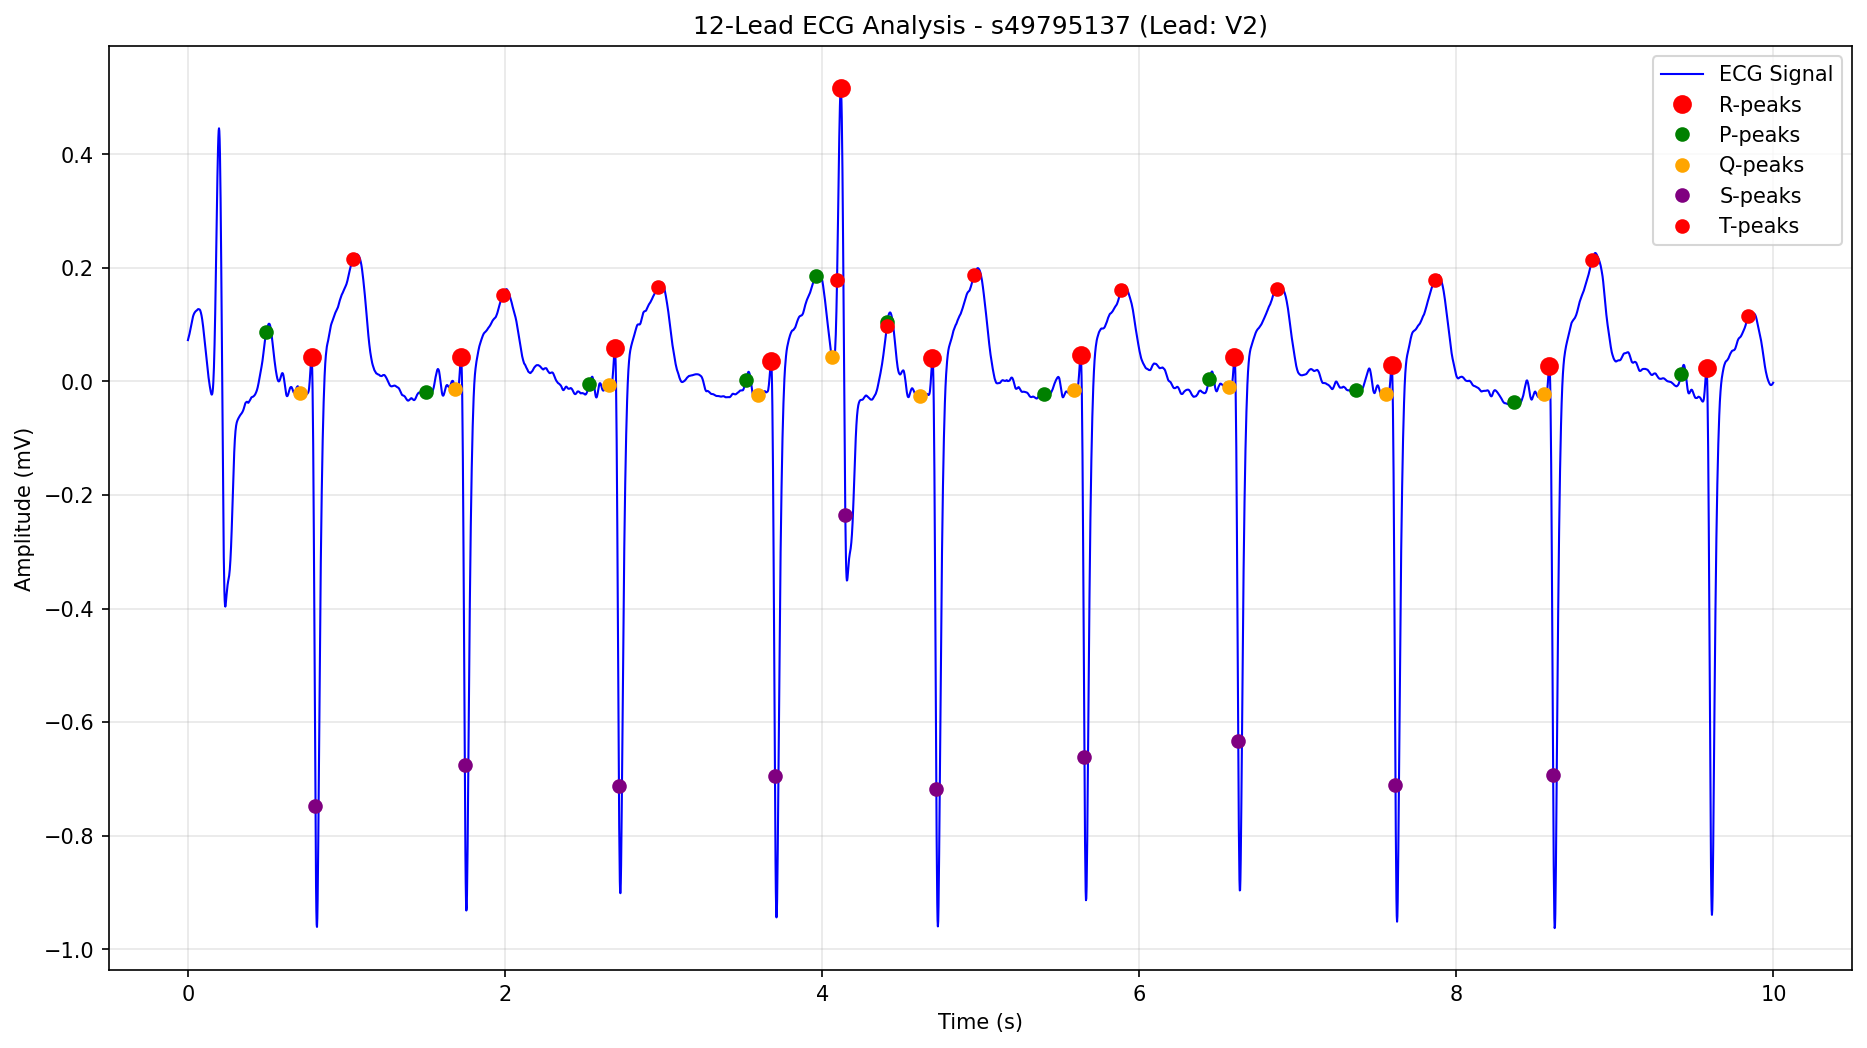 12-Lead ECG Analysis - s49795137 (Lead: V2)
ECG Signal
R-peaks
P-peaks
Q-peaks
S-peaks
T-peaks
Amplitude (mV)
0.4
0.2
0.0
−0.2
−0.4
−0.6
−0.8
−1.0
0
2
4
6
8
10
Time (s)